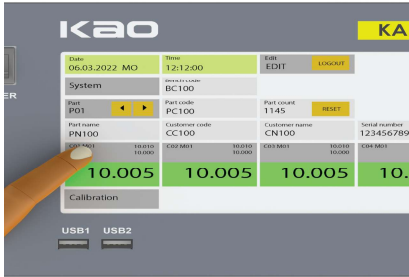 kao
KA
Date
06.03.2022 MO
Time
12:12:00
Edit
EDIT
LOGOUT
System
Bench code
BC100
ER
Part
P01
Part code
PC100
Part count
1145
RESET
Part name
PN100
Customer code
CC100
Customer name
CN100
Serial number
123456789
C01 M01
10.010
10.000
C02 M01
10.010
10.000
C03 M01
10.010
10.000
C04 M01
10.005
10.005
10.005
10.
Calibration
USB1 USB2